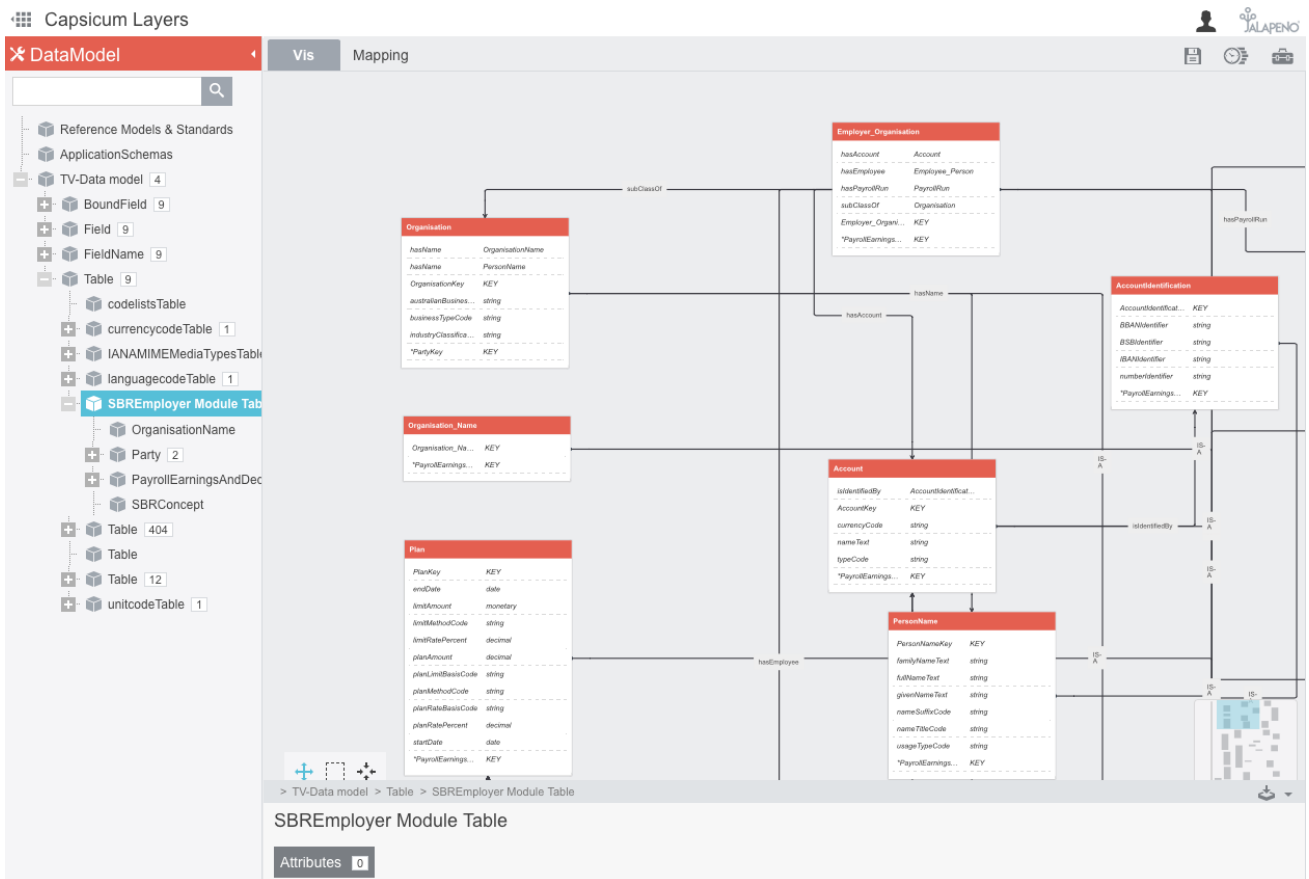 Capsicum Layers
JALAPENO
DataModel
Vis
Mapping
Reference Models & Standards
ApplicationSchemas
TV-Data model 4
BoundField 9
Field 9
FieldName 9
Table 9
codelistsTable
currencycodeTable 1
IANAMIMEMediaTypesTable
languagecodeTable 1
SBREmployer Module Tab
OrganisationName
Party 2
PayrollEarningsAndDec
SBRConcept
Table 404
Table
Table 12
unitcodeTable 1
Employer_Organisation
hasAccount Account
hasEmployee Employee_Person
hasPayrollRun PayrollRun
subClassOf Organisation
Employer_Organi... KEY
*PayrollEarnings... KEY
subClassOf
hasPayrollRun
Organisation
hasName OrganisationName
hasName PersonName
OrganisationKey KEY
australianBusines... string
businessTypeCode string
industryClassifica... string
*PartyKey KEY
hasName
hasAccount
AccountIdentification
AccountIdentificat... KEY
BBANIdentifier string
BSBIdentifier string
IBANIdentifier string
numberIdentifier string
*PayrollEarnings... KEY
Organisation_Name
Organisation_Na... KEY
*PayrollEarnings... KEY
IS-
A
IS-
A
Account
isIdentifiedBy AccountIdentificat...
AccountKey KEY
currencyCode string
nameText string
typeCode string
*PayrollEarnings... KEY
isIdentifiedBy
IS-
A
IS-
A
Plan
PlanKey KEY
endDate date
limitAmount monetary
limitMethodCode string
limitRatePercent decimal
planAmount decimal
planLimitBasisCode string
planMethodCode string
planRateBasisCode string
planRatePercent decimal
startDate date
*PayrollEarnings... KEY
hasEmployee
PersonName
PersonNameKey KEY
familyNameText string
fullNameText string
givenNameText string
nameSuffixCode string
nameTitleCode string
usageTypeCode string
*PayrollEarnings... KEY
IS-
A
IS-
A
IS-
> TV-Data model > Table > SBREmployer Module Table
SBREmployer Module Table
Attributes 0